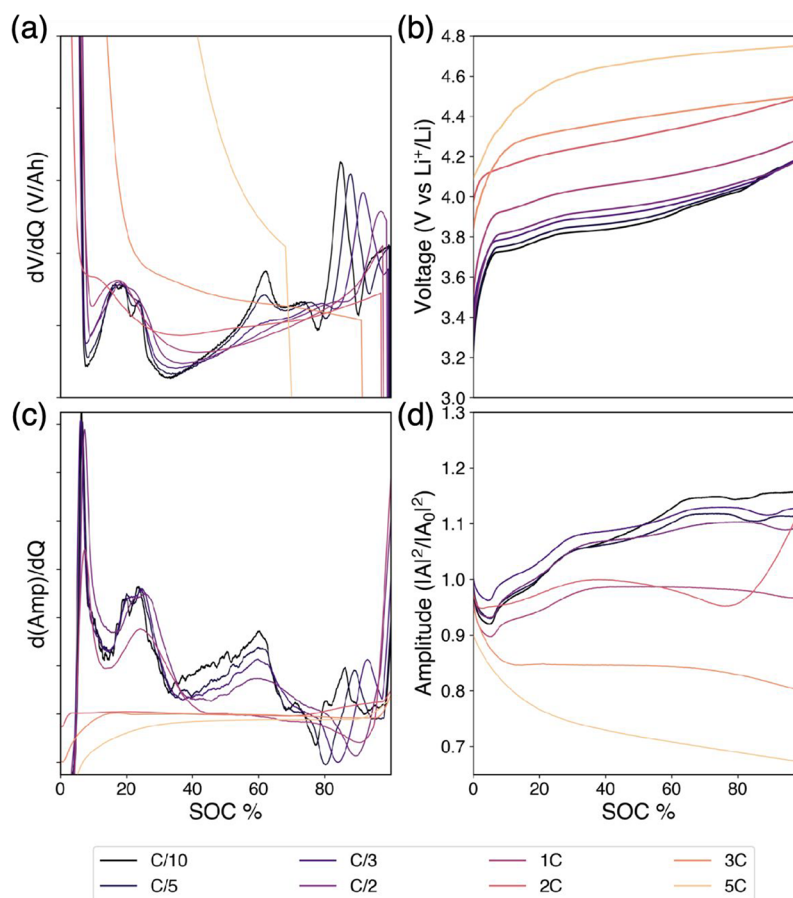 (a)
dV/dQ (V/Ah)
(b)
4.8
4.6
4.4
4.2
4.0
3.8
3.6
3.4
3.2
3.0
Voltage (V vs Li⁺/Li)
(c)
d(Amp)/dQ
0 20 40 60 80
SOC %
(d)
1.3
1.2
1.1
1.0
0.9
0.8
0.7
Amplitude (|A|²/|A₀|²)
0 20 40 60 80
SOC %
C/10 C/3 1C 3C
C/5 C/2 2C 5C